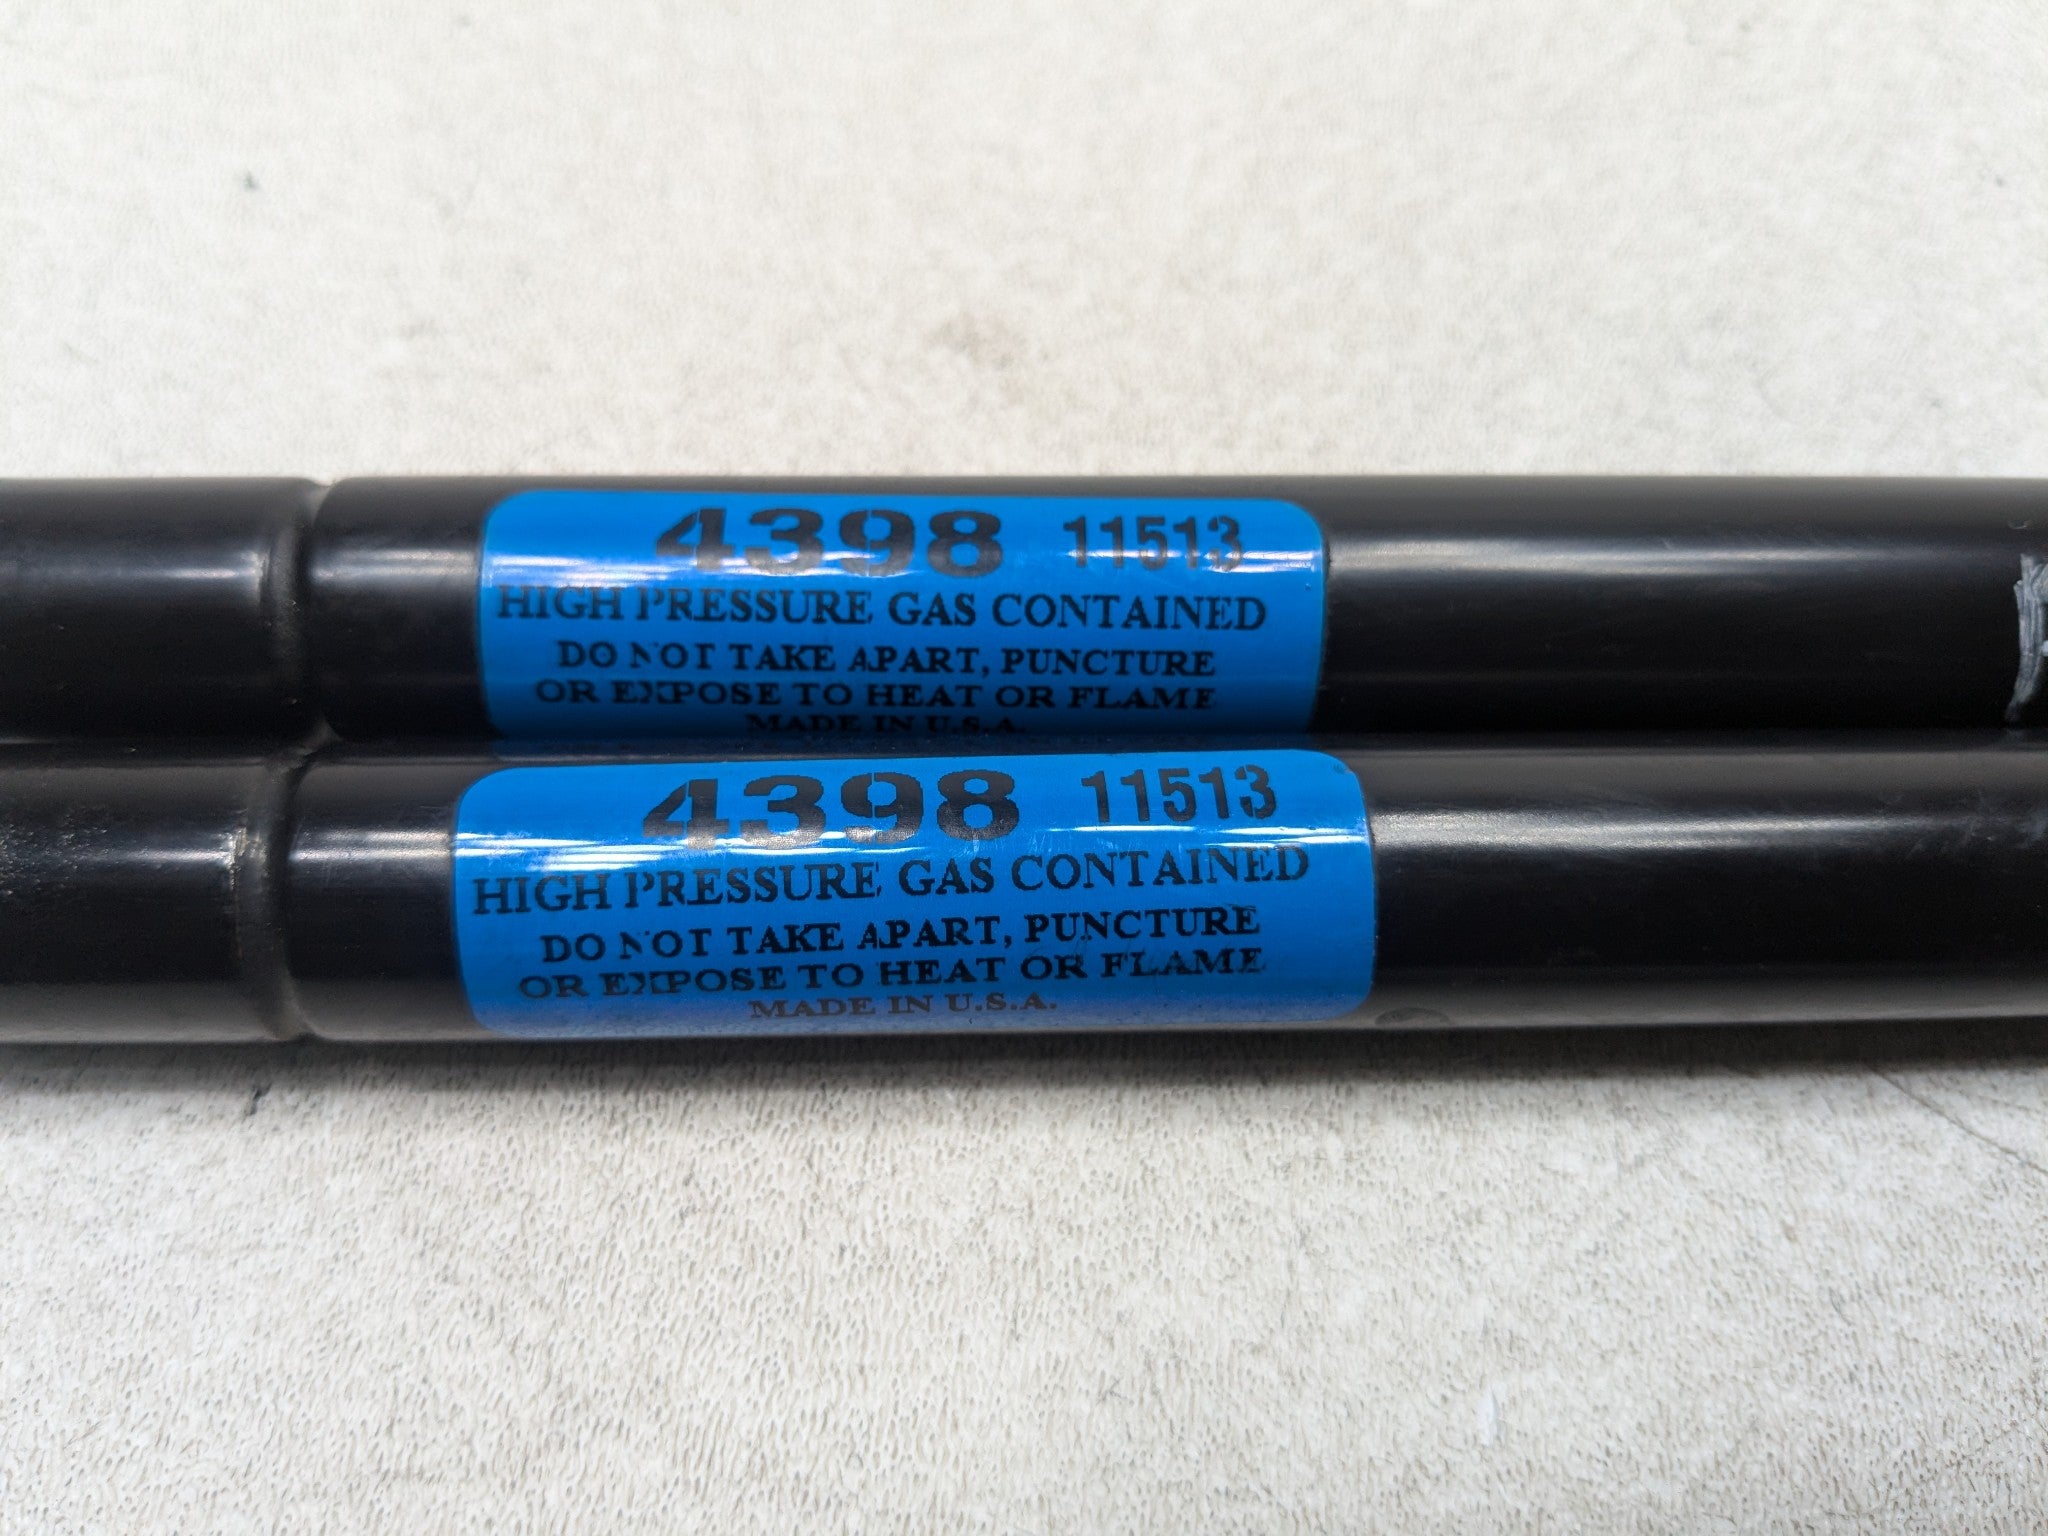 4398 11513
HIGH PRESSURE GAS CONTAINED
DO NOT TAKE APART, PUNCTURE
OR EXPOSE TO HEAT OR FLAME
MADE IN U.S.A.
4398 11513
HIGH PRESSURE GAS CONTAINED
DO NOT TAKE APART, PUNCTURE
OR EXPOSE TO HEAT OR FLAME
MADE IN U.S.A.